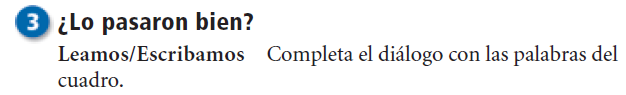 3 ¿Lo pasaron bien?
Leamos/Escribamos Completa el diálogo con las palabras del
cuadro.